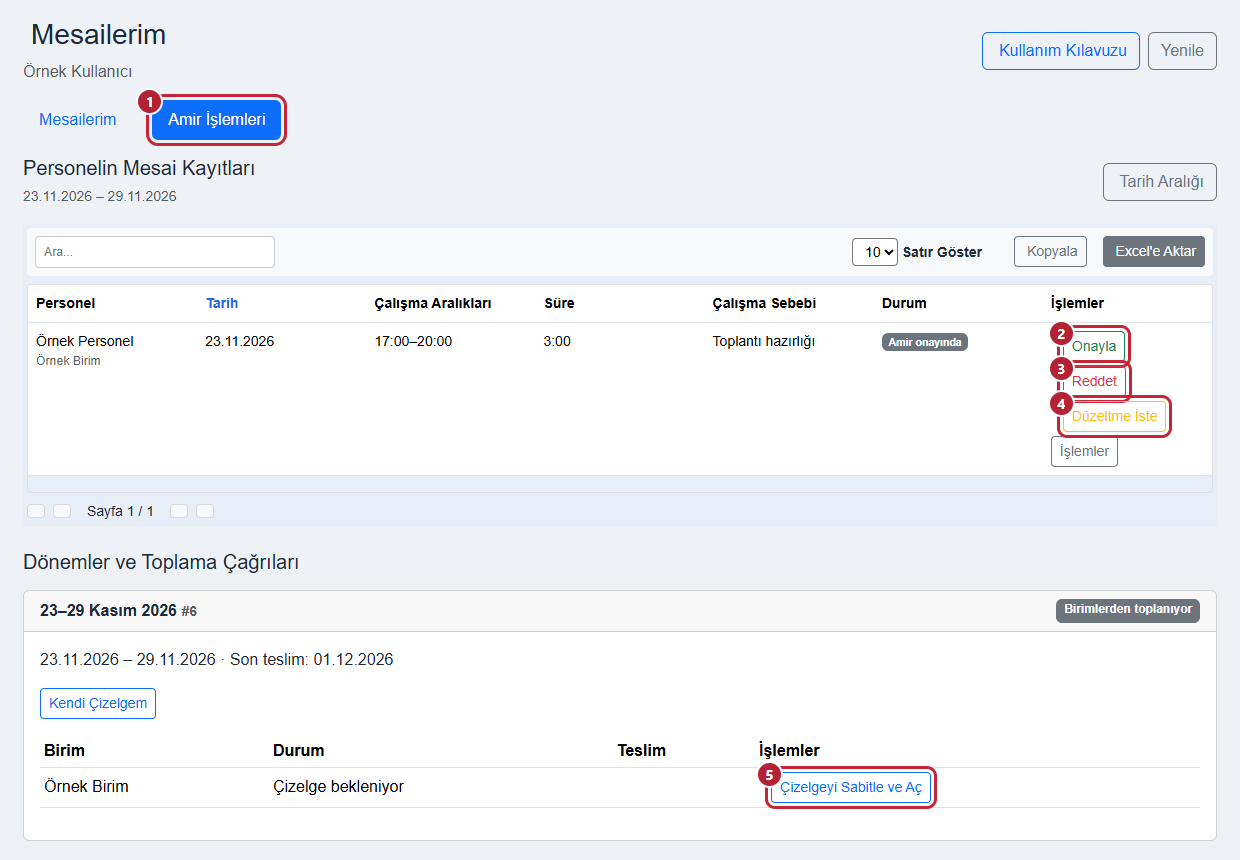 Mesailerim
Kullanım Kılavuzu
Yenile
Örnek Kullanıcı
Mesailerim
1
Amir İşlemleri
Personelin Mesai Kayıtları
23.11.2026 – 29.11.2026
Tarih Aralığı
Ara...
10 Satır Göster
Kopyala
Excel'e Aktar
Personel Tarih Çalışma Aralıkları Süre Çalışma Sebebi Durum İşlemler
Örnek Personel 23.11.2026 17:00–20:00 3:00 Toplantı hazırlığı Amir onayında
Örnek Birim
2 Onayla
3 Reddet
4 Düzeltme İste
İşlemler
Sayfa 1 / 1
Dönemler ve Toplama Çağrıları
23–29 Kasım 2026 #6
Birimlerden toplanıyor
23.11.2026 – 29.11.2026 · Son teslim: 01.12.2026
Kendi Çizelgem
Birim Durum Teslim İşlemler
Örnek Birim Çizelge bekleniyor
5 Çizelgeyi Sabitle ve Aç